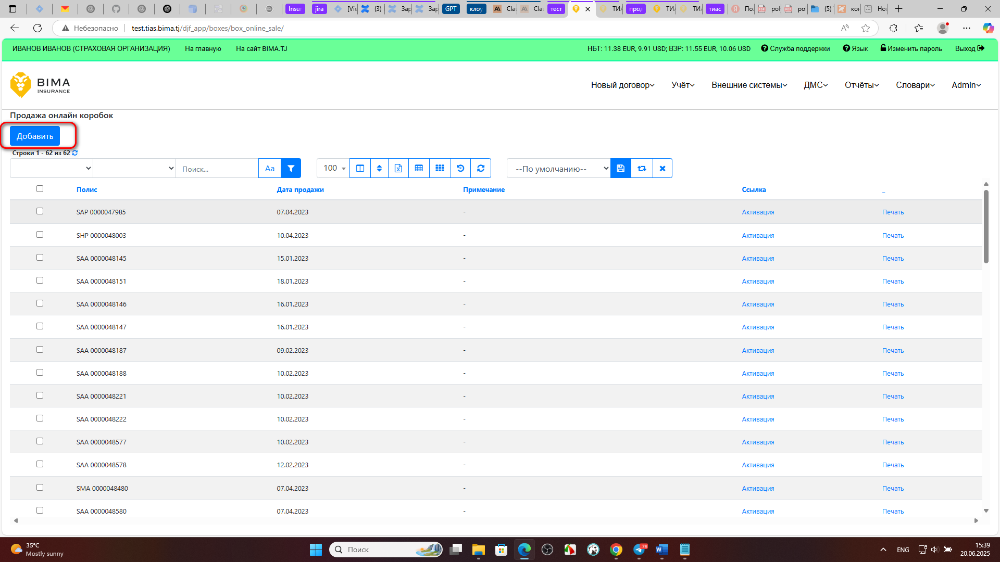 Insu
jira
[Vie
(3)
Зар
Зар
GPT
клоу
Cla
Clau
тест
ТИ
прод
ТИ
ТИ
тиас
По
pol
pol
(5)
кон
Но
Небезопасно
test.tias.bima.tj/djf_app/boxes/box_online_sale/
ИВАНОВ ИВАНОВ (СТРАХОВАЯ ОРГАНИЗАЦИЯ) На главную На сайт BIMA.TJ НБТ: 11.38 EUR, 9.91 USD; ВЗР: 11.55 EUR, 10.06 USD Служба поддержки Язык Изменить пароль Выход
BIMA
INSURANCE
Новый договор Учёт Внешние системы ДМС Отчёты Словари Admin
Продажа онлайн коробок
Добавить
Строки 1 - 62 из 62
Поиск... Aa 100 --По умолчанию--
Полис Дата продажи Примечание Ссылка _
SAP 0000047985 07.04.2023 - Активация Печать
SHP 0000048003 10.04.2023 - Активация Печать
SAA 0000048145 15.01.2023 - Активация Печать
SAA 0000048151 18.01.2023 - Активация Печать
SAA 0000048146 16.01.2023 - Активация Печать
SAA 0000048147 16.01.2023 - Активация Печать
SAA 0000048187 09.02.2023 - Активация Печать
SAA 0000048188 10.02.2023 - Активация Печать
SAA 0000048221 10.02.2023 - Активация Печать
SAA 0000048222 10.02.2023 - Активация Печать
SAA 0000048577 10.02.2023 - Активация Печать
SAA 0000048578 12.02.2023 - Активация Печать
SMA 0000048480 07.04.2023 - Активация Печать
SAA 0000048580 07.04.2023 - Активация Печать
35°C
Mostly sunny
Поиск
ENG
15:39
20.06.2025